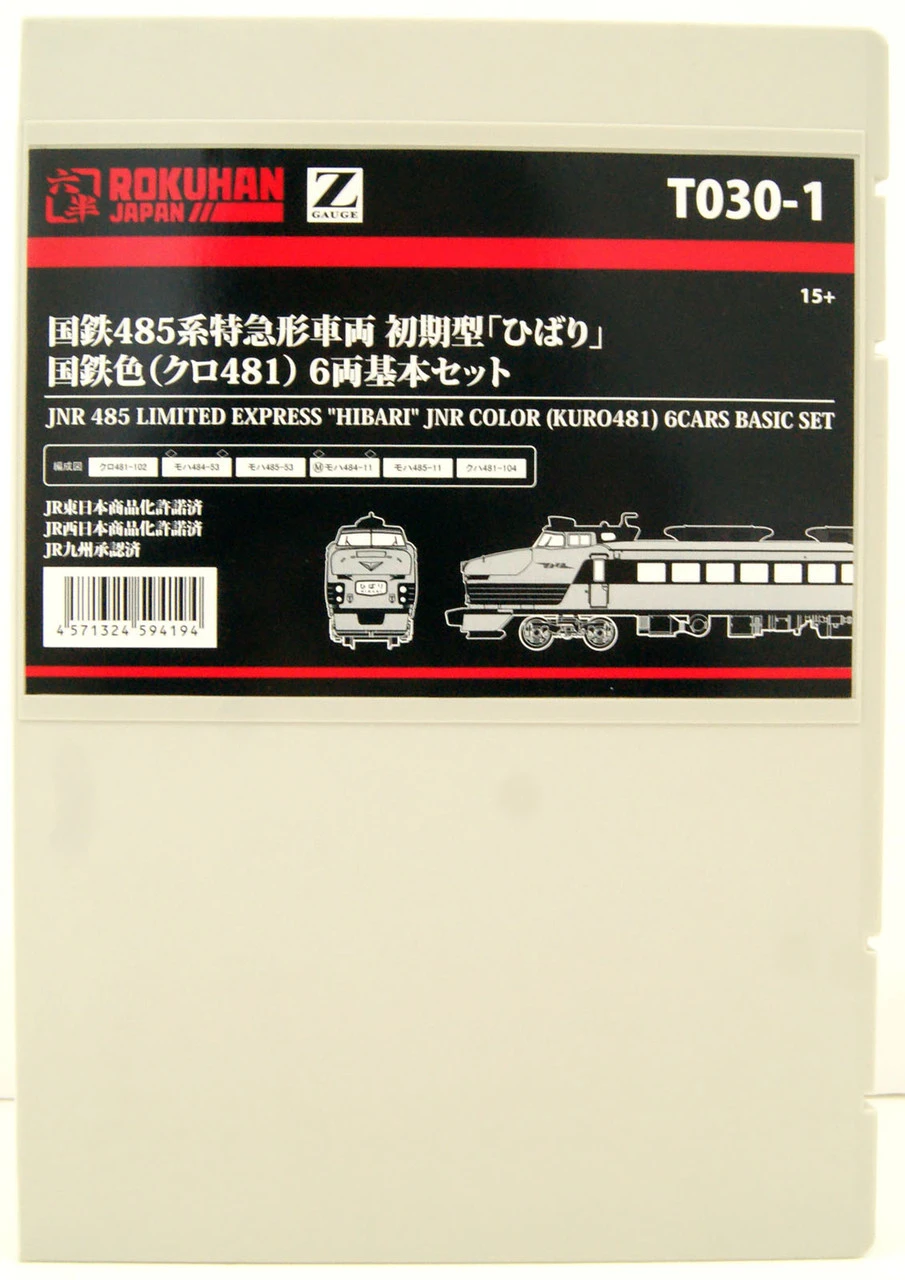 六半 ROKUHAN
JAPAN
Z
GAUGE
T030-1
15+
国鉄485系特急形車両 初期型「ひばり」
国鉄色(クロ481) 6両基本セット
JNR 485 LIMITED EXPRESS "HIBARI" JNR COLOR (KURO481) 6CARS BASIC SET
編成図 クロ481-102 モハ484-53 モハ485-53 Ⓜモハ484-11 モハ485-11 クハ481-104
JR東日本商品化許諾済
JR西日本商品化許諾済
JR九州承認済
ひばり
4 571324 594194